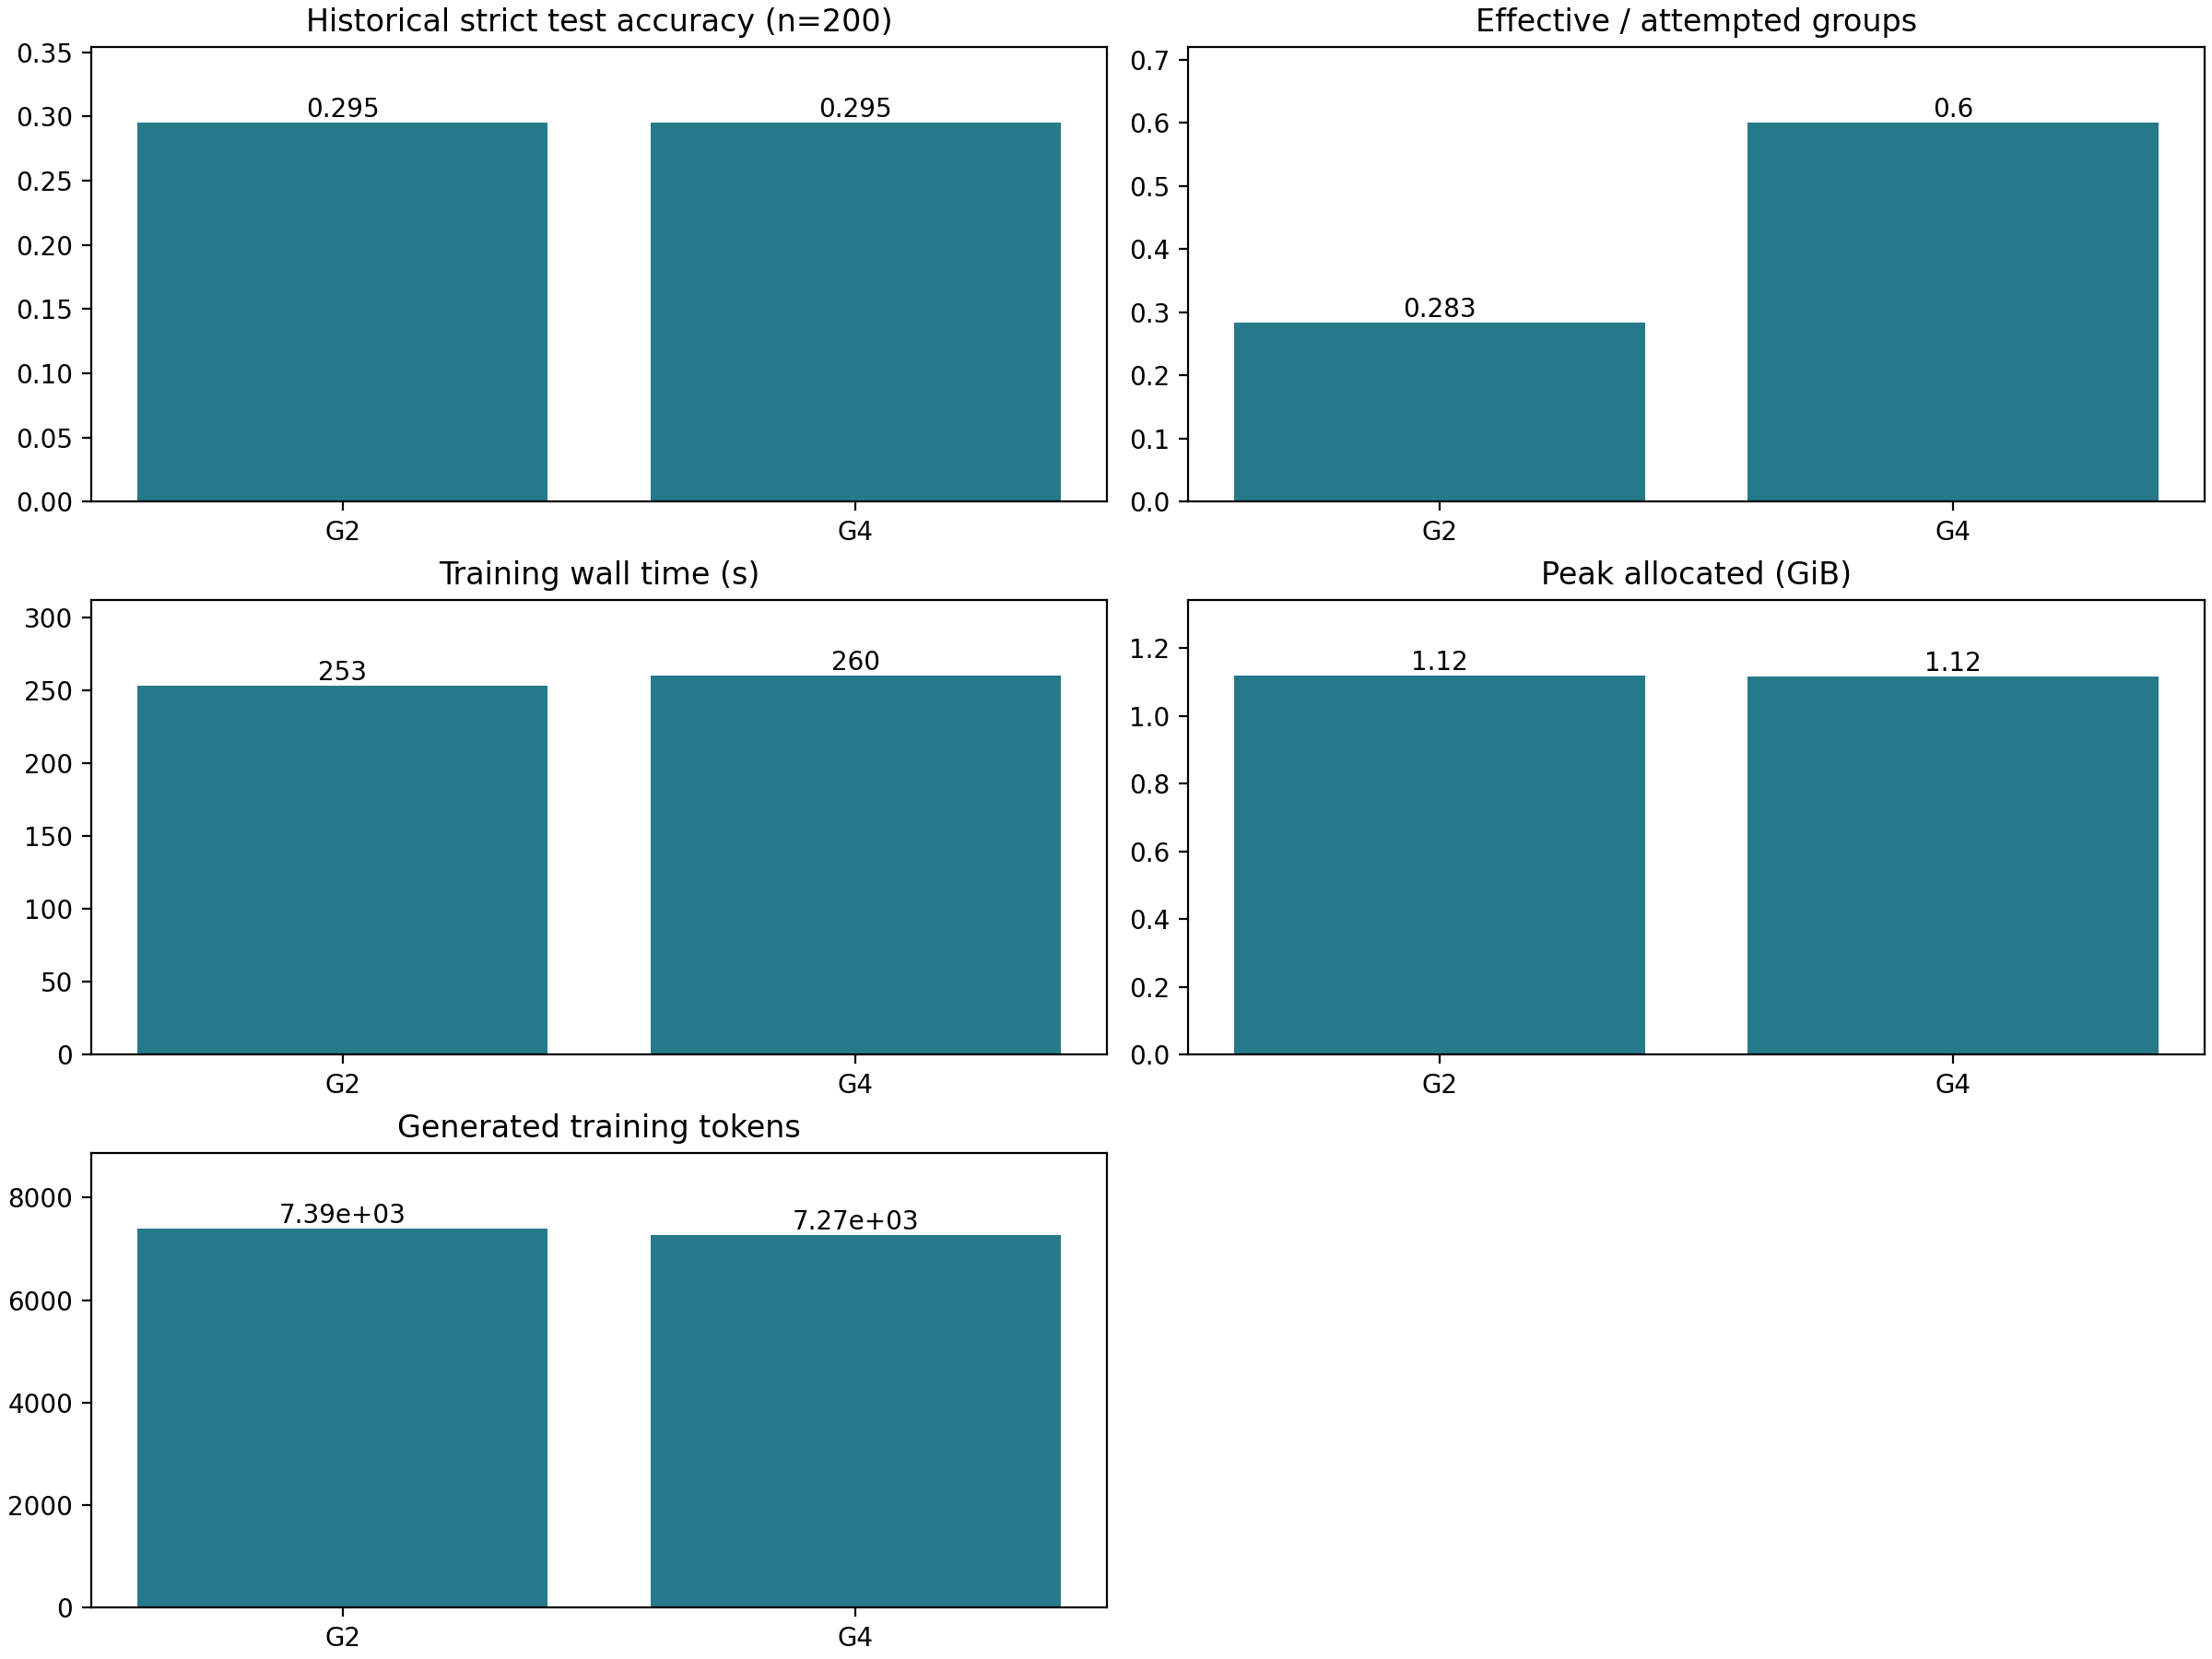 Historical strict test accuracy (n=200)
0.35
0.30
0.25
0.20
0.15
0.10
0.05
0.00
0.295
0.295
G2
G4
Effective / attempted groups
0.7
0.6
0.5
0.4
0.3
0.2
0.1
0.0
0.283
0.6
G2
G4
Training wall time (s)
300
250
200
150
100
50
0
253
260
G2
G4
Peak allocated (GiB)
1.2
1.0
0.8
0.6
0.4
0.2
0.0
1.12
1.12
G2
G4
Generated training tokens
8000
6000
4000
2000
0
7.39e+03
7.27e+03
G2
G4